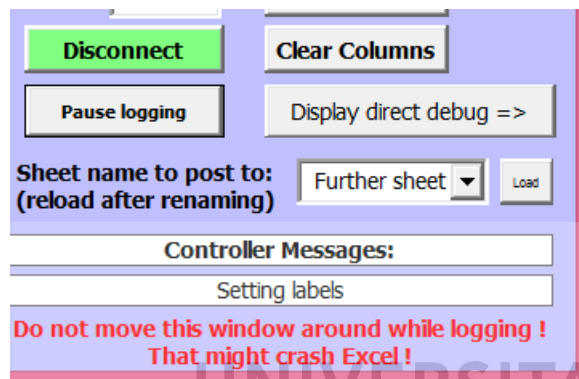 Disconnect
Clear Columns
Pause logging
Display direct debug =>
Sheet name to post to:
(reload after renaming)
Further sheet
Load
Controller Messages:
Setting labels
Do not move this window around while logging !
That might crash Excel !